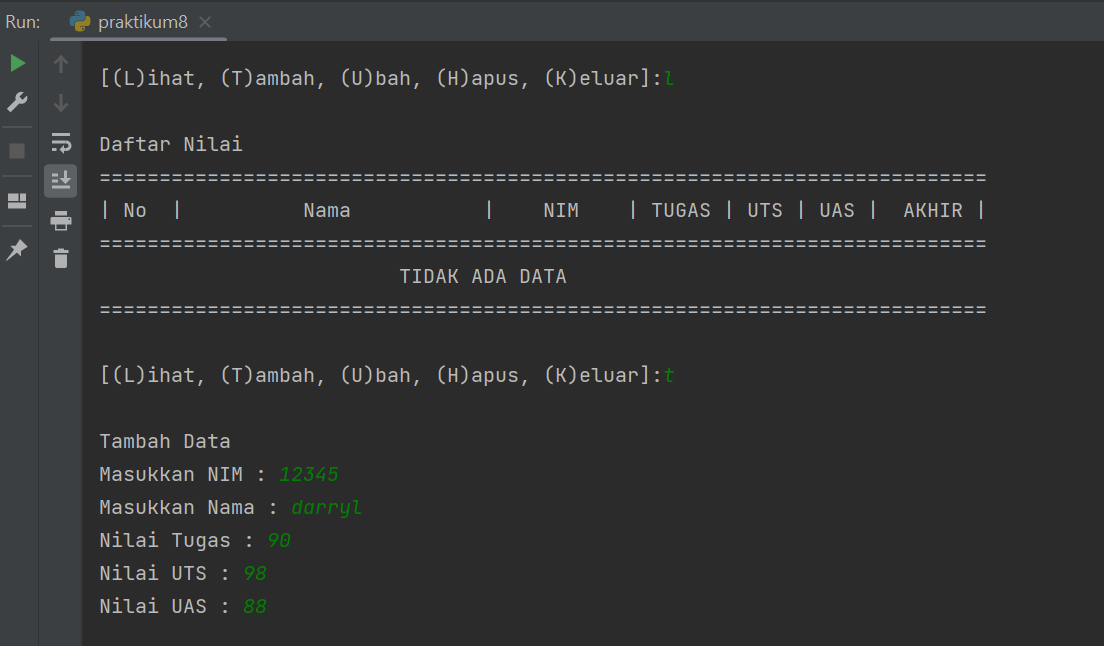 Run: praktikum8
[(L)ihat, (T)ambah, (U)bah, (H)apus, (K)eluar]:l
Daftar Nilai
==========================================================================
| No  |          Nama           |    NIM    | TUGAS | UTS | UAS |  AKHIR |
==========================================================================
                         TIDAK ADA DATA
==========================================================================
[(L)ihat, (T)ambah, (U)bah, (H)apus, (K)eluar]:t
Tambah Data
Masukkan NIM : 12345
Masukkan Nama : darryl
Nilai Tugas : 90
Nilai UTS : 98
Nilai UAS : 88